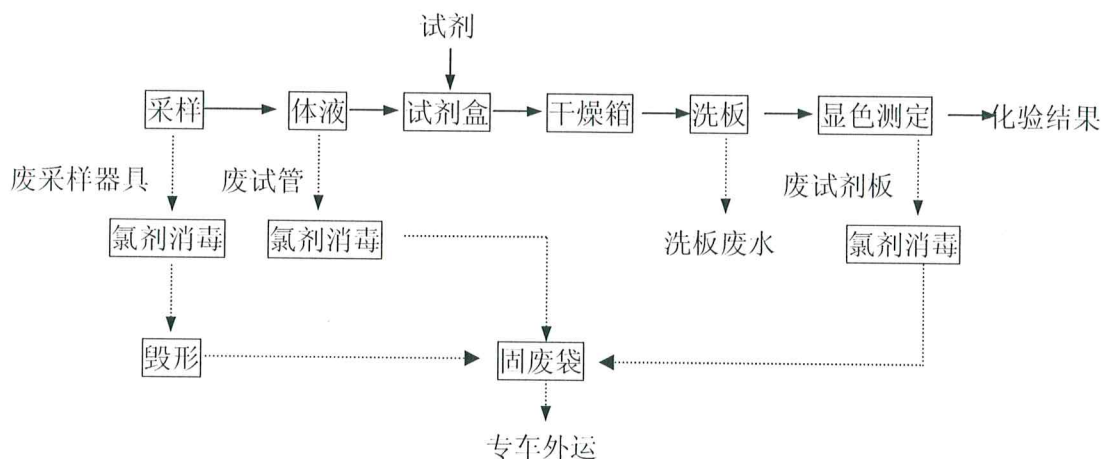 试剂
采样
体液
试剂盒
干燥箱
洗板
显色测定
化验结果
废采样器具
废试管
废试剂板
氯剂消毒
氯剂消毒
洗板废水
氯剂消毒
毁形
固废袋
专车外运